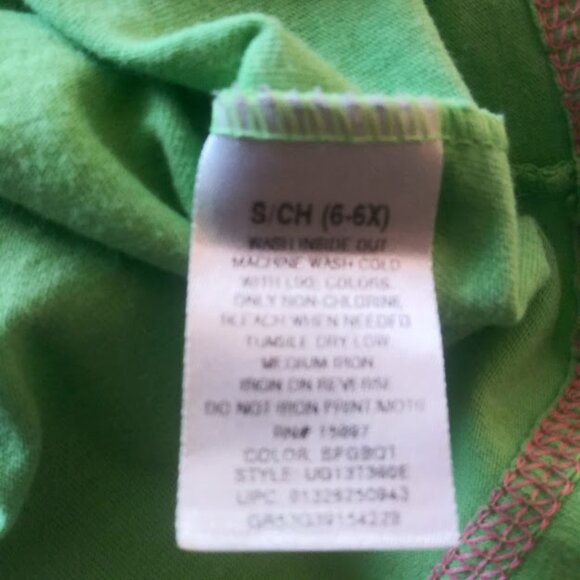 S/CH (6-6X)
WASH INSIDE OUT
MACHINE WASH COLD
WITH LIKE COLORS.
ONLY NON-CHLORINE
BLEACH WHEN NEEDED
TUMBLE DRY LOW
MEDIUM IRON
IRON ON REVERSE
DO NOT IRON PRINT/MOTIF
RN#
COLOR:
STYLE:
UPC: